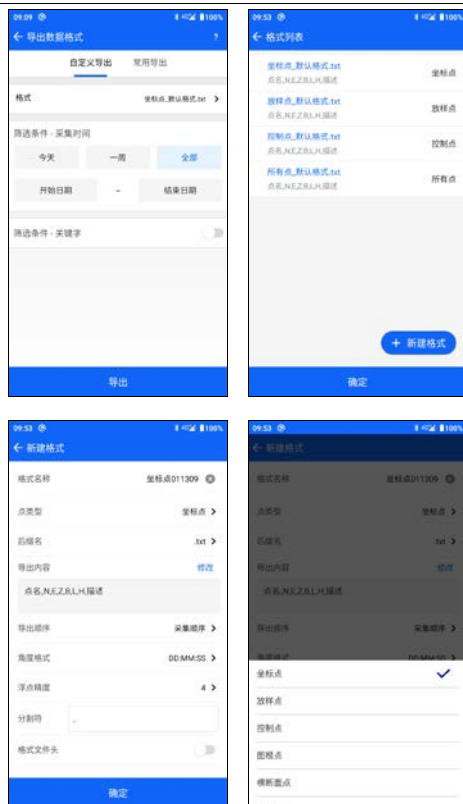 09:09 100%
← 导出数据格式 ?
自定义导出 常用导出
格式 坐标点_默认格式.txt >
筛选条件 - 采集时间
今天 一周 全部
开始日期 - 结束日期
筛选条件 - 关键字
导出
09:53 100%
← 格式列表
坐标点_默认格式.txt
点名,N,E,Z,B,L,H,描述 坐标点
放样点_默认格式.txt
点名,N,E,Z,B,L,H,描述 放样点
控制点_默认格式.txt
点名,N,E,Z,B,L,H,描述 控制点
所有点_默认格式.txt
点名,N,E,Z,B,L,H,描述 所有点
+ 新建格式
确定
09:53 100%
← 新建格式
格式名称 坐标点011309
点类型 坐标点 >
后缀名 .txt >
导出内容 修改
点名,N,E,Z,B,L,H,描述
导出顺序 采集顺序 >
角度格式 DD:MM:SS >
浮点精度 4 >
分割符 ,
格式文件头
确定
09:53 100%
← 新建格式
格式名称 坐标点011309
点类型 坐标点 >
后缀名 .txt >
导出内容 修改
点名,N,E,Z,B,L,H,描述
导出顺序 采集顺序 >
角度格式 DD:MM:SS >
坐标点
放样点
控制点
图根点
横断面点